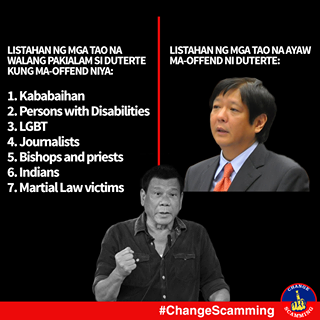 LISTAHAN NG MGA TAO NA
WALANG PAKIALAM SI DUTERTE
KUNG MA-OFFEND NIYA:
1. Kababaihan
2. Persons with Disabilities
3. LGBT
4. Journalists
5. Bishops and priests
6. Indians
7. Martial Law victims
LISTAHAN NG MGA TAO NA AYAW
MA-OFFEND NI DUTERTE:
#ChangeScamming
CHANGE
SCAMMING